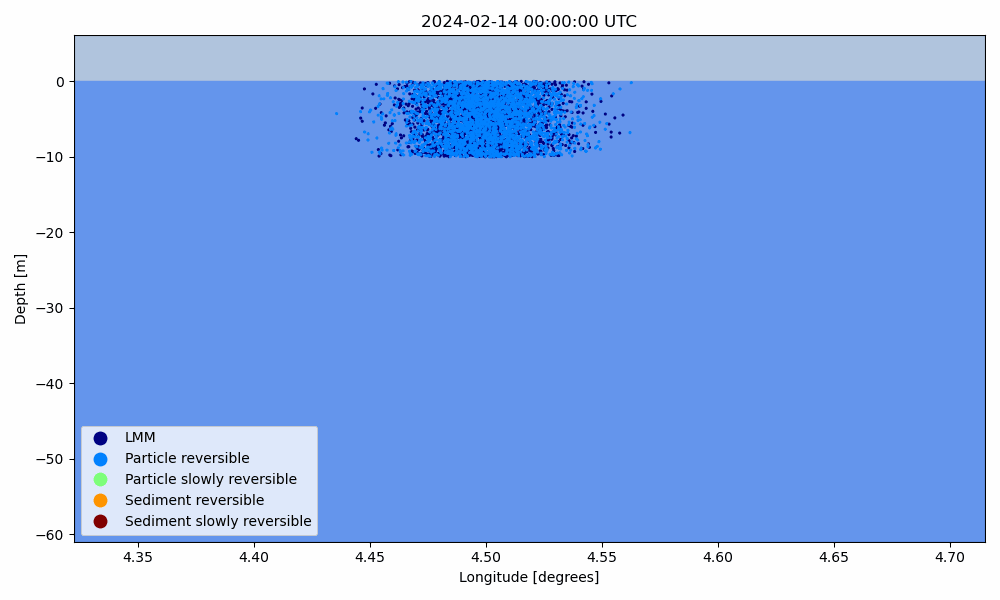 2024-02-14 00:00:00 UTC
Depth [m]
0
−10
−20
−30
−40
−50
−60
LMM
Particle reversible
Particle slowly reversible
Sediment reversible
Sediment slowly reversible
4.35 4.40 4.45 4.50 4.55 4.60 4.65 4.70
Longitude [degrees]